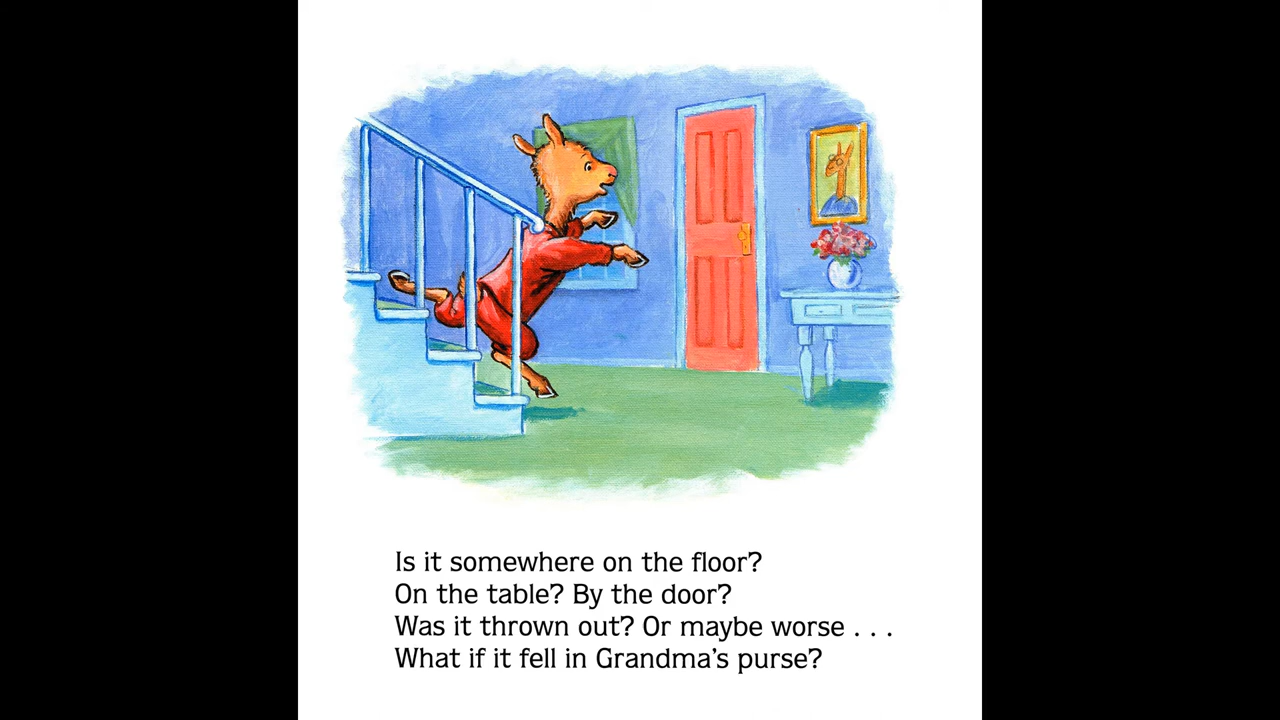 Is it somewhere on the floor?
On the table? By the door?
Was it thrown out? Or maybe worse . . .
What if it fell in Grandma's purse?